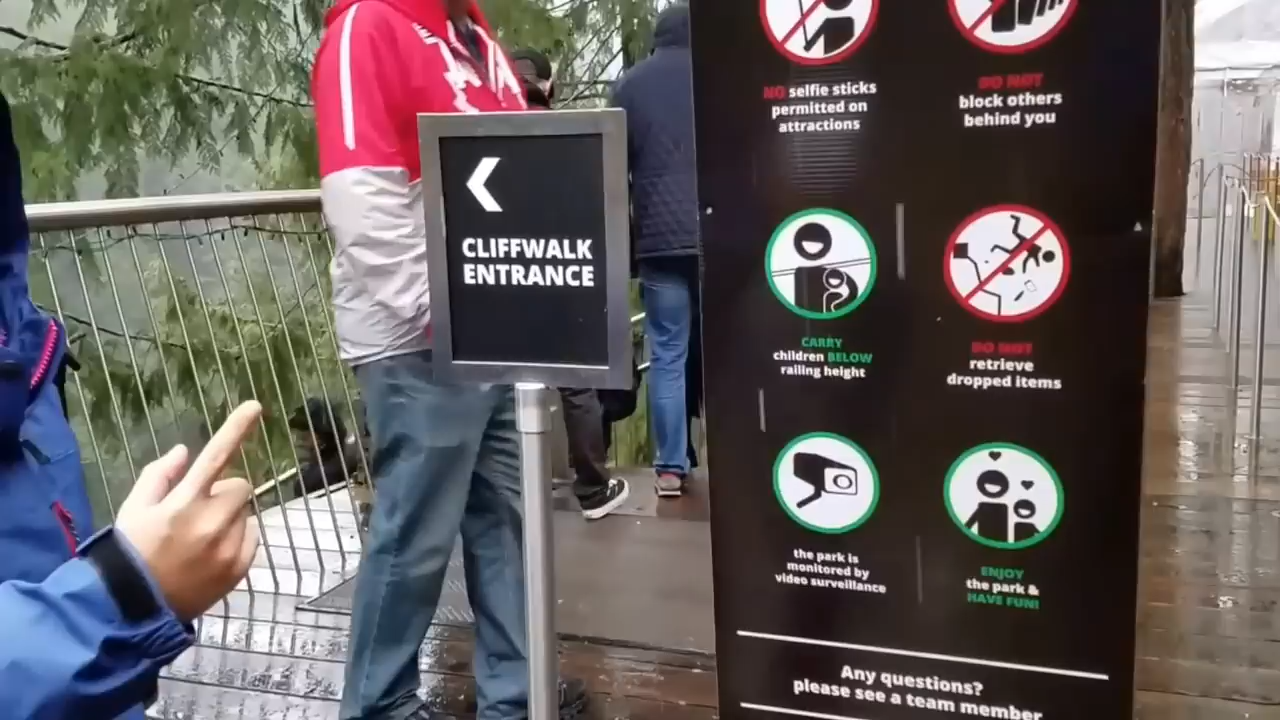 CLIFFWALK
ENTRANCE
NO selfie sticks
permitted on
attractions
DO NOT
block others
behind you
CARRY
children BELOW
railing height
DO NOT
retrieve
dropped items
the park is
monitored by
video surveillance
ENJOY
the park &
HAVE FUN!
Any questions?
please see a team member